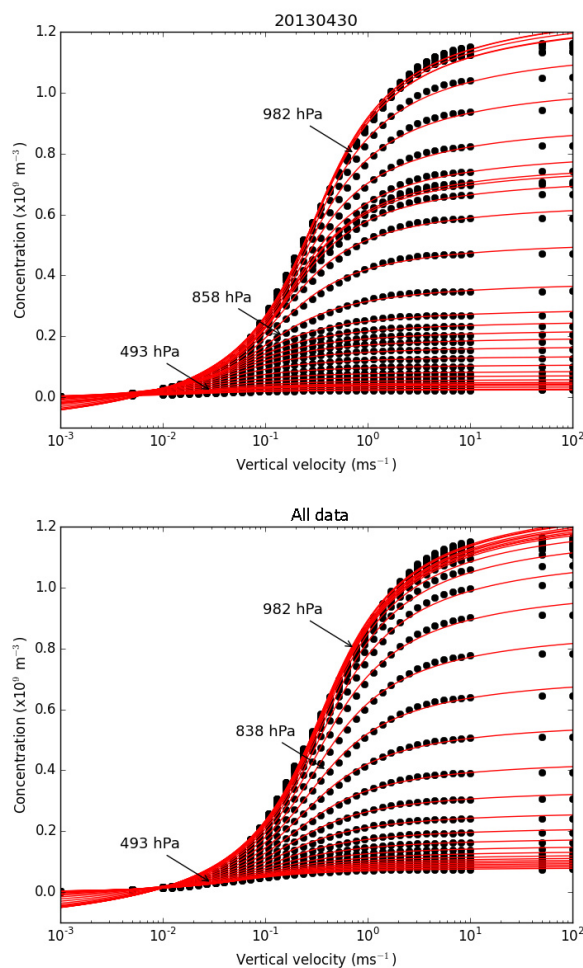 20130430
1.2
1.0
0.8
0.6
0.4
0.2
0.0
Concentration (x10⁹ m⁻³)
982 hPa
858 hPa
493 hPa
10⁻³ 10⁻² 10⁻¹ 10⁰ 10¹ 10²
Vertical velocity (ms⁻¹)
All data
1.2
1.0
0.8
0.6
0.4
0.2
0.0
Concentration (x10⁹ m⁻³)
982 hPa
838 hPa
493 hPa
10⁻³ 10⁻² 10⁻¹ 10⁰ 10¹ 10²
Vertical velocity (ms⁻¹)